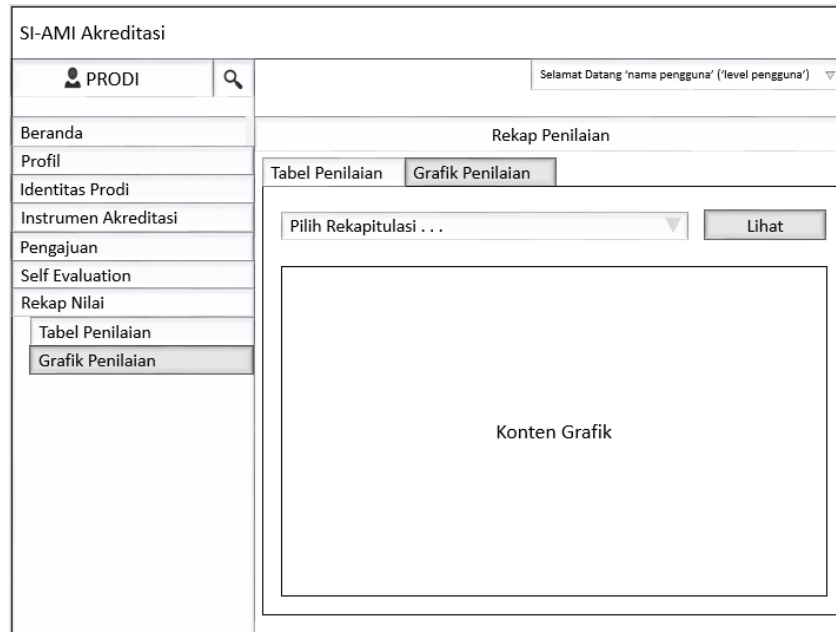 SI-AMI Akreditasi
PRODI
Selamat Datang ‘nama pengguna’ (‘level pengguna’)
Beranda
Profil
Identitas Prodi
Instrumen Akreditasi
Pengajuan
Self Evaluation
Rekap Nilai
Tabel Penilaian
Grafik Penilaian
Rekap Penilaian
Tabel Penilaian
Grafik Penilaian
Pilih Rekapitulasi . . .
Lihat
Konten Grafik